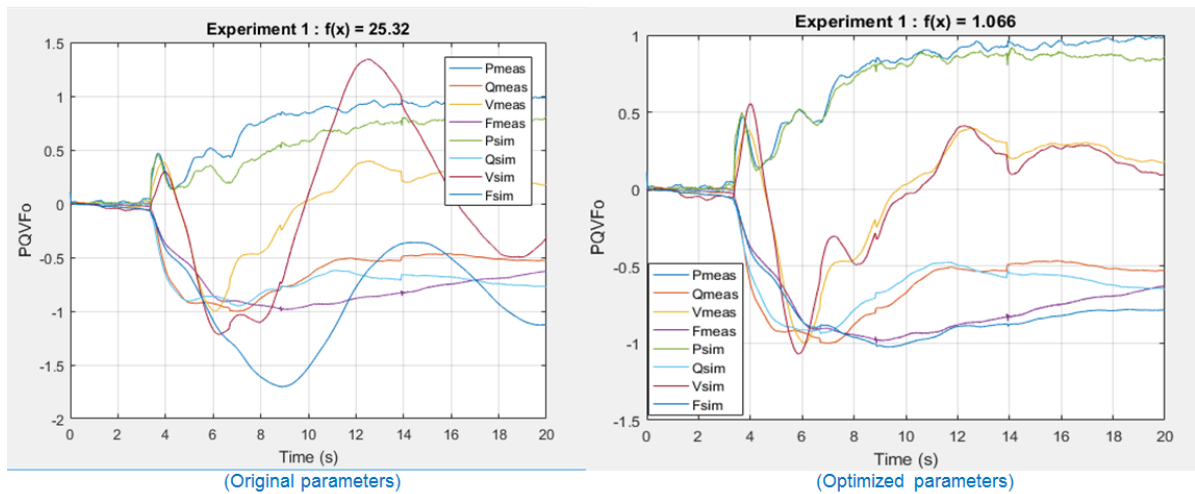 Experiment 1 : f(x) = 25.32
PQVFo
1.5
1
0.5
0
-0.5
-1
-1.5
-2
Pmeas
Qmeas
Vmeas
Fmeas
Psim
Qsim
Vsim
Fsim
0 2 4 6 8 10 12 14 16 18 20
Time (s)
(Original parameters)
Experiment 1 : f(x) = 1.066
PQVFo
1
0.5
0
-0.5
-1
-1.5
Pmeas
Qmeas
Vmeas
Fmeas
Psim
Qsim
Vsim
Fsim
0 2 4 6 8 10 12 14 16 18 20
Time (s)
(Optimized parameters)